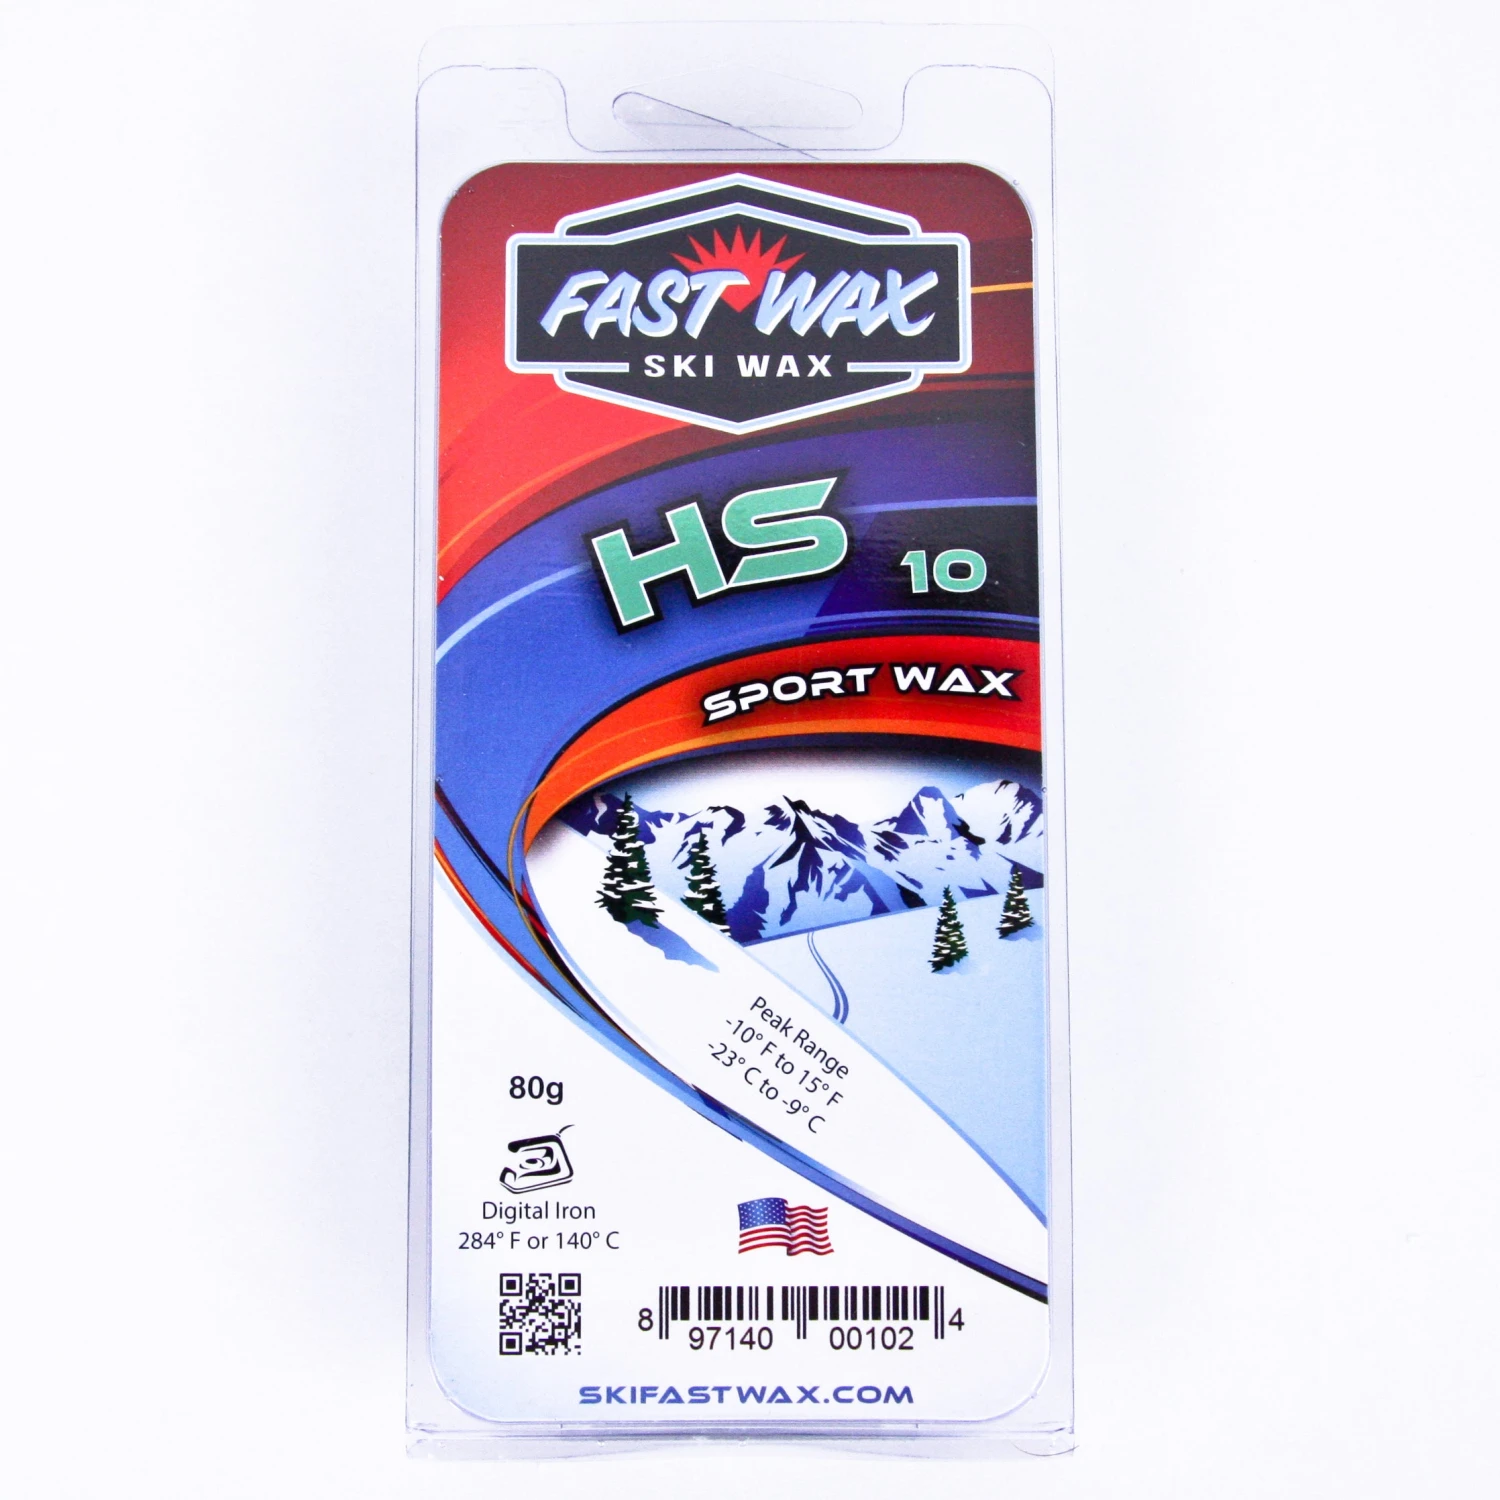 FAST WAX
SKI WAX
HS 10
SPORT WAX
Peak Range
-10° F to 15° F
-23° C to -9° C
80g
Digital Iron
284° F or 140° C
8 97140 00102 4
SKIFASTWAX.COM